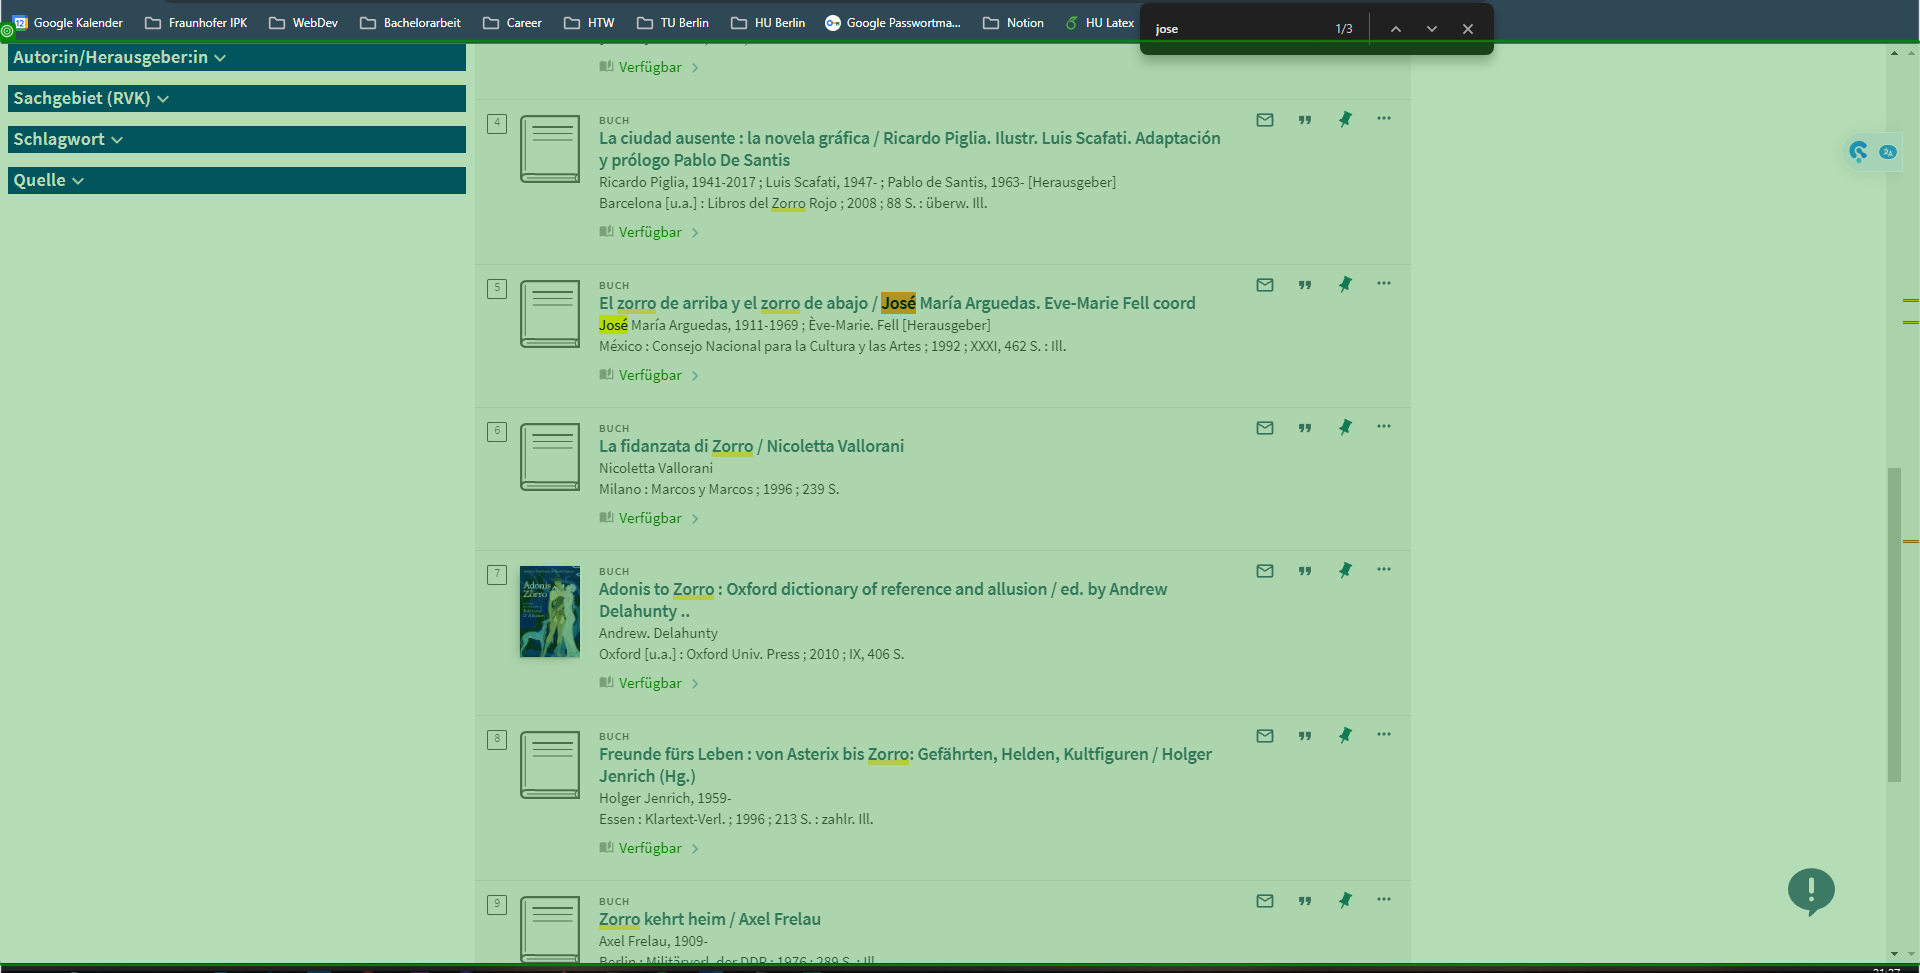 Google Kalender Fraunhofer IPK WebDev Bachelorarbeit Career HTW TU Berlin HU Berlin Google Passwortma... Notion HU Latex
jose 1/3
Autor:in/Herausgeber:in
Sachgebiet (RVK)
Schlagwort
Quelle
Verfügbar
4
BUCH
La ciudad ausente : la novela gráfica / Ricardo Piglia. Ilustr. Luis Scafati. Adaptación
y prólogo Pablo De Santis
Ricardo Piglia, 1941-2017 ; Luis Scafati, 1947- ; Pablo de Santis, 1963- [Herausgeber]
Barcelona [u.a.] : Libros del Zorro Rojo ; 2008 ; 88 S. : überw. Ill.
Verfügbar
5
BUCH
El zorro de arriba y el zorro de abajo / José María Arguedas. Eve-Marie Fell coord
José María Arguedas, 1911-1969 ; Ève-Marie. Fell [Herausgeber]
México : Consejo Nacional para la Cultura y las Artes ; 1992 ; XXXI, 462 S. : Ill.
Verfügbar
6
BUCH
La fidanzata di Zorro / Nicoletta Vallorani
Nicoletta Vallorani
Milano : Marcos y Marcos ; 1996 ; 239 S.
Verfügbar
7
Adonis
Zorro
BUCH
Adonis to Zorro : Oxford dictionary of reference and allusion / ed. by Andrew
Delahunty ..
Andrew. Delahunty
Oxford [u.a.] : Oxford Univ. Press ; 2010 ; IX, 406 S.
Verfügbar
8
BUCH
Freunde fürs Leben : von Asterix bis Zorro: Gefährten, Helden, Kultfiguren / Holger
Jenrich (Hg.)
Holger Jenrich, 1959-
Essen : Klartext-Verl. ; 1996 ; 213 S. : zahlr. Ill.
Verfügbar
9
BUCH
Zorro kehrt heim / Axel Frelau
Axel Frelau, 1909-
Berlin : Militärverl. der DDR ; 1976 ; 289 S. : Ill.